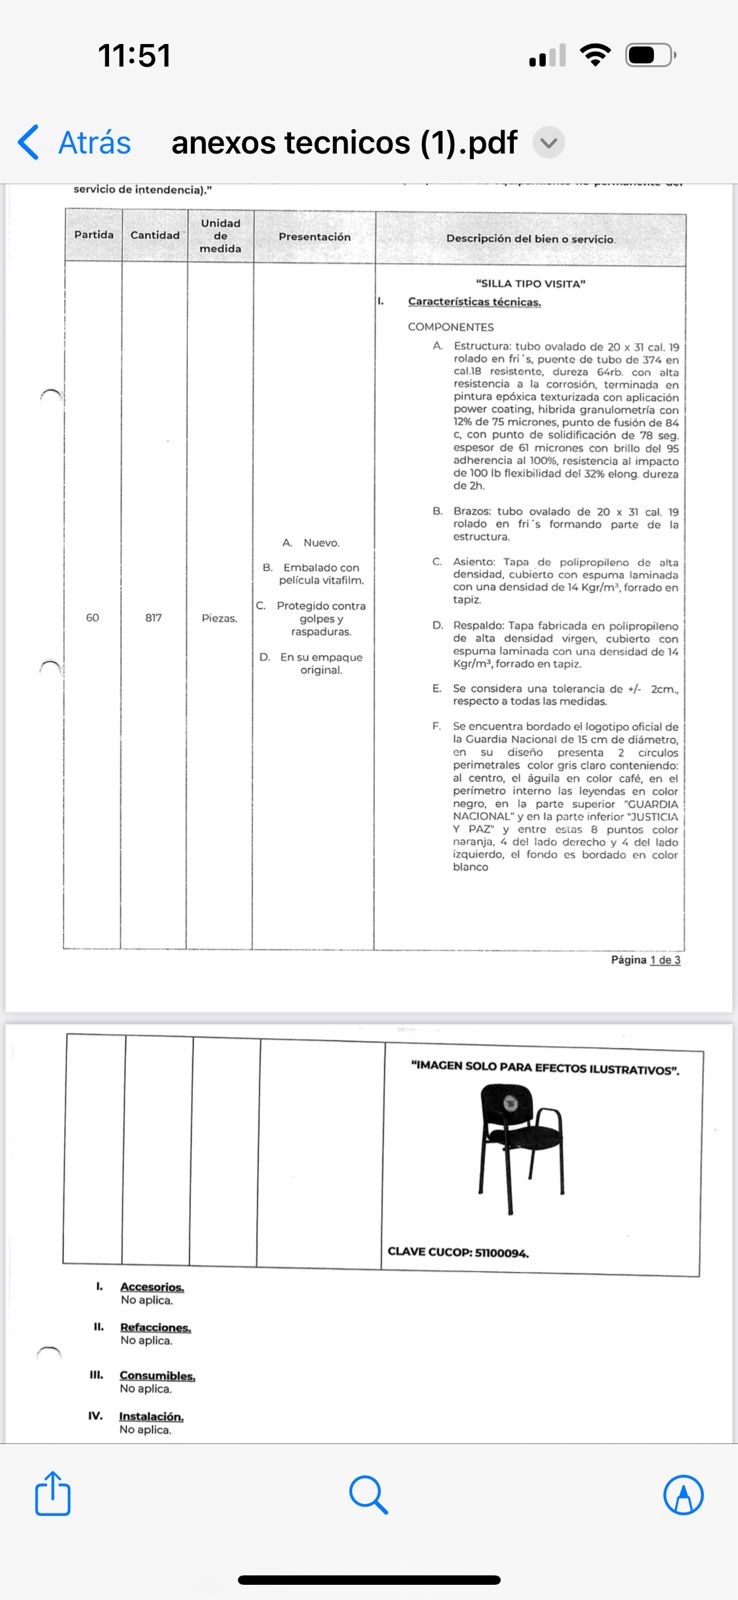 11:51
Atrás
anexos tecnicos (1).pdf
servicio de intendencia)."
Partida
Cantidad
Unidad
de
medida
Presentación
Descripción del bien o servicio.
60
817
Piezas.
A. Nuevo.
B. Embalado con
película vitafilm.
C. Protegido contra
golpes y
raspaduras.
D. En su empaque
original.
"SILLA TIPO VISITA"
I. Características técnicas.
COMPONENTES
A. Estructura: tubo ovalado de 20 x 31 cal. 19
rolado en fri´s, puente de tubo de 374 en
cal.18 resistente, dureza 64rb. con alta
resistencia a la corrosión, terminada en
pintura epóxica texturizada con aplicación
power coating, hibrida granulometría con
12% de 75 micrones, punto de fusión de 84
c, con punto de solidificación de 78 seg.
espesor de 61 micrones con brillo del 95
adherencia al 100%, resistencia al impacto
de 100 lb flexibilidad del 32% elong. dureza
de 2h.
B. Brazos: tubo ovalado de 20 x 31 cal. 19
rolado en fri´s formando parte de la
estructura.
C. Asiento: Tapa de polipropileno de alta
densidad, cubierto con espuma laminada
con una densidad de 14 Kgr/m³, forrado en
tapiz.
D. Respaldo: Tapa fabricada en polipropileno
de alta densidad virgen, cubierto con
espuma laminada con una densidad de 14
Kgr/m³, forrado en tapiz.
E. Se considera una tolerancia de +/- 2cm.,
respecto a todas las medidas.
F. Se encuentra bordado el logotipo oficial de
la Guardia Nacional de 15 cm de diámetro,
en su diseño presenta 2 círculos
perimetrales color gris claro conteniendo:
al centro, el águila en color café, en el
perímetro interno las leyendas en color
negro, en la parte superior "GUARDIA
NACIONAL" y en la parte inferior "JUSTICIA
Y PAZ" y entre estas 8 puntos color
naranja, 4 del lado derecho y 4 del lado
izquierdo, el fondo es bordado en color
blanco
Página 1 de 3
"IMAGEN SOLO PARA EFECTOS ILUSTRATIVOS".
CLAVE CUCOP: 51100094.
I. Accesorios.
No aplica.
II. Refacciones.
No aplica.
III. Consumibles.
No aplica.
IV. Instalación.
No aplica.